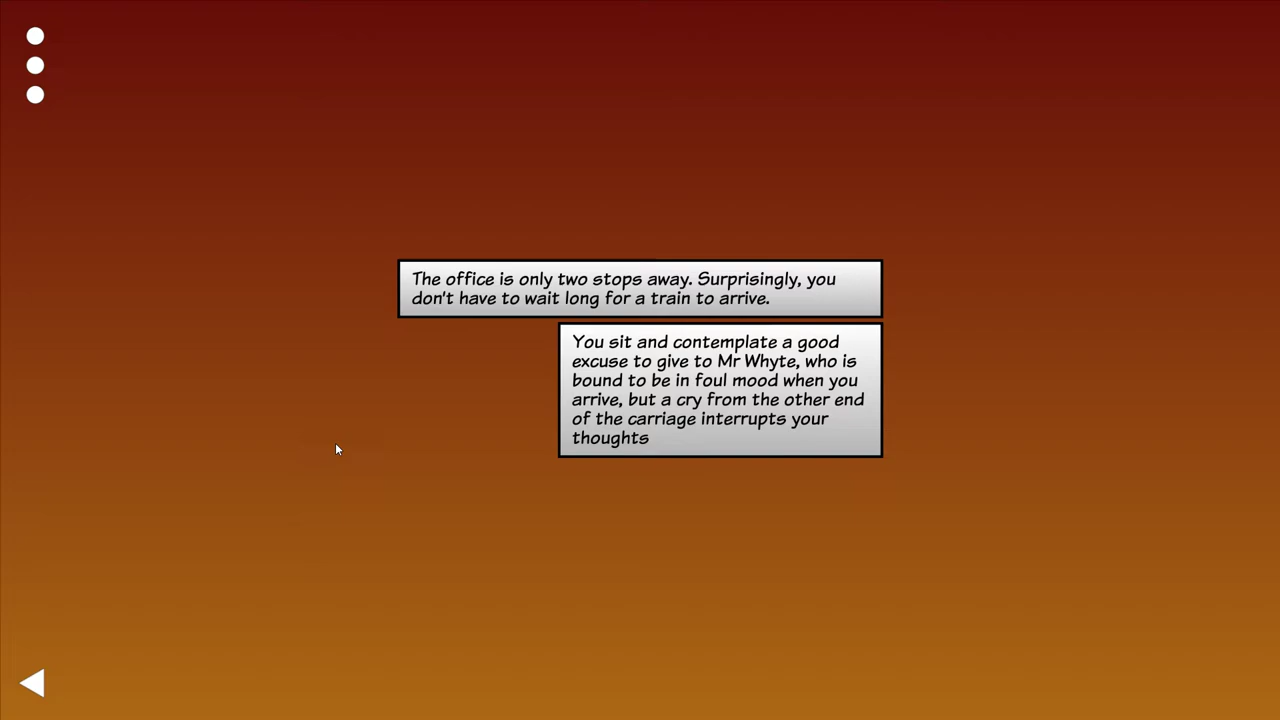 The office is only two stops away. Surprisingly, you
don't have to wait long for a train to arrive.
You sit and contemplate a good
excuse to give to Mr Whyte, who is
bound to be in foul mood when you
arrive, but a cry from the other end
of the carriage interrupts your
thoughts